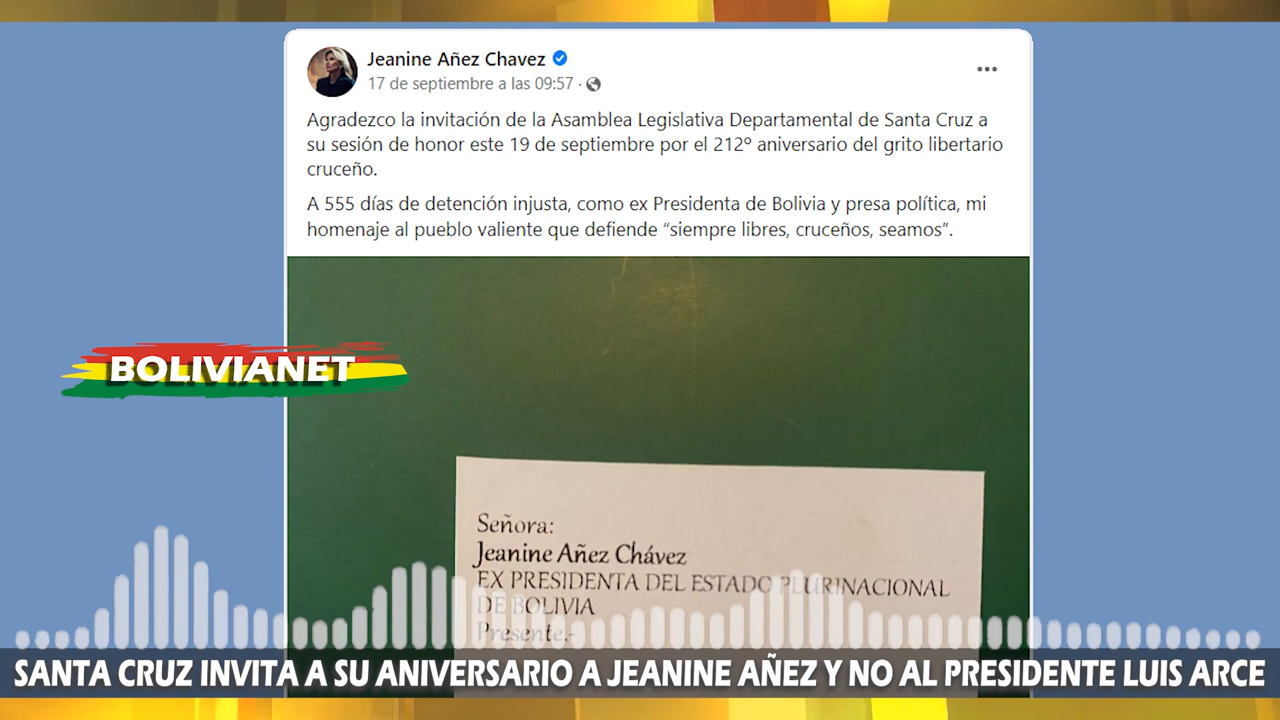 Jeanine Añez Chavez
17 de septiembre a las 09:57 ·
Agradezco la invitación de la Asamblea Legislativa Departamental de Santa Cruz a
su sesión de honor este 19 de septiembre por el 212º aniversario del grito libertario
cruceño.
A 555 días de detención injusta, como ex Presidenta de Bolivia y presa política, mi
homenaje al pueblo valiente que defiende “siempre libres, cruceños, seamos”.
BOLIVIANET
Señora:
Jeanine Añez Chávez
EX PRESIDENTA DEL ESTADO PLURINACIONAL
DE BOLIVIA
Presente.-
SANTA CRUZ INVITA A SU ANIVERSARIO A JEANINE AÑEZ Y NO AL PRESIDENTE LUIS ARCE